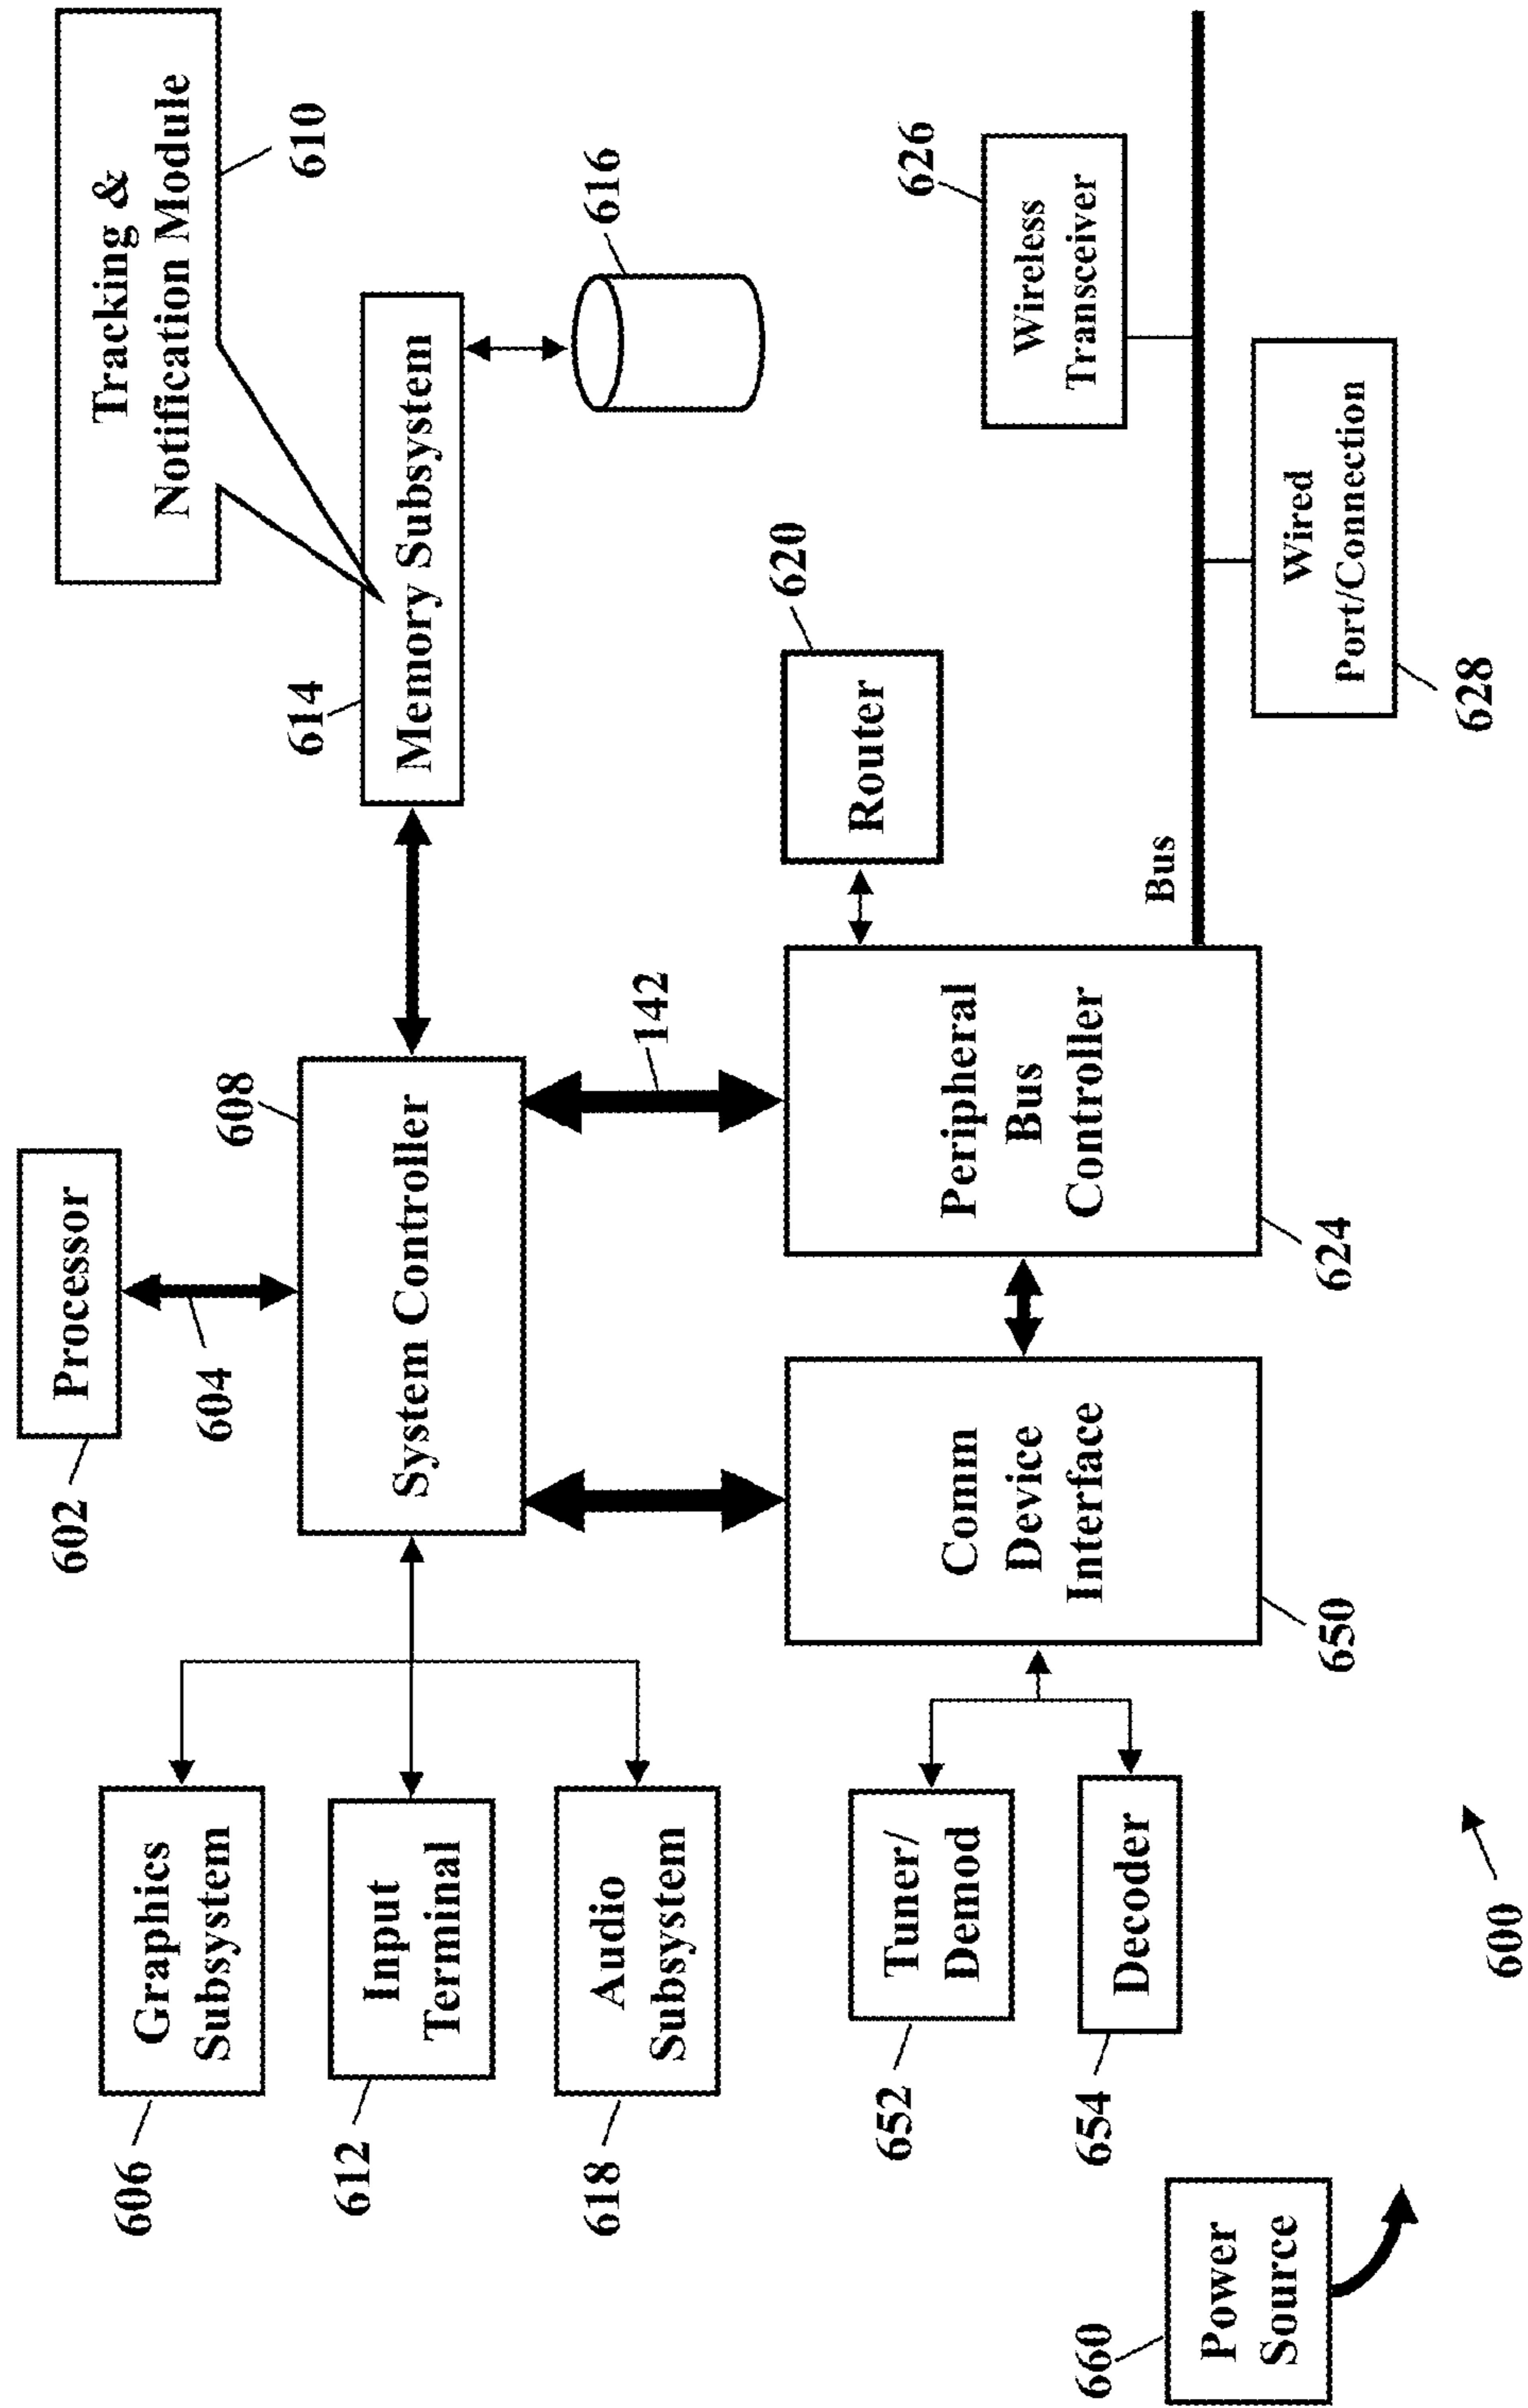 602
Processor
604
608
System Controller
Tracking &
Notification Module
610
614
Memory Subsystem
616
606
Graphics
Subsystem
612
Input
Terminal
618
Audio
Subsystem
142
620
Router
652
Tuner/
Demod
654
Decoder
Comm
Device
Interface
650
Peripheral
Bus
Controller
624
Bus
626
Wireless
Transceiver
Wired
Port/Connection
628
660
Power
Source
600